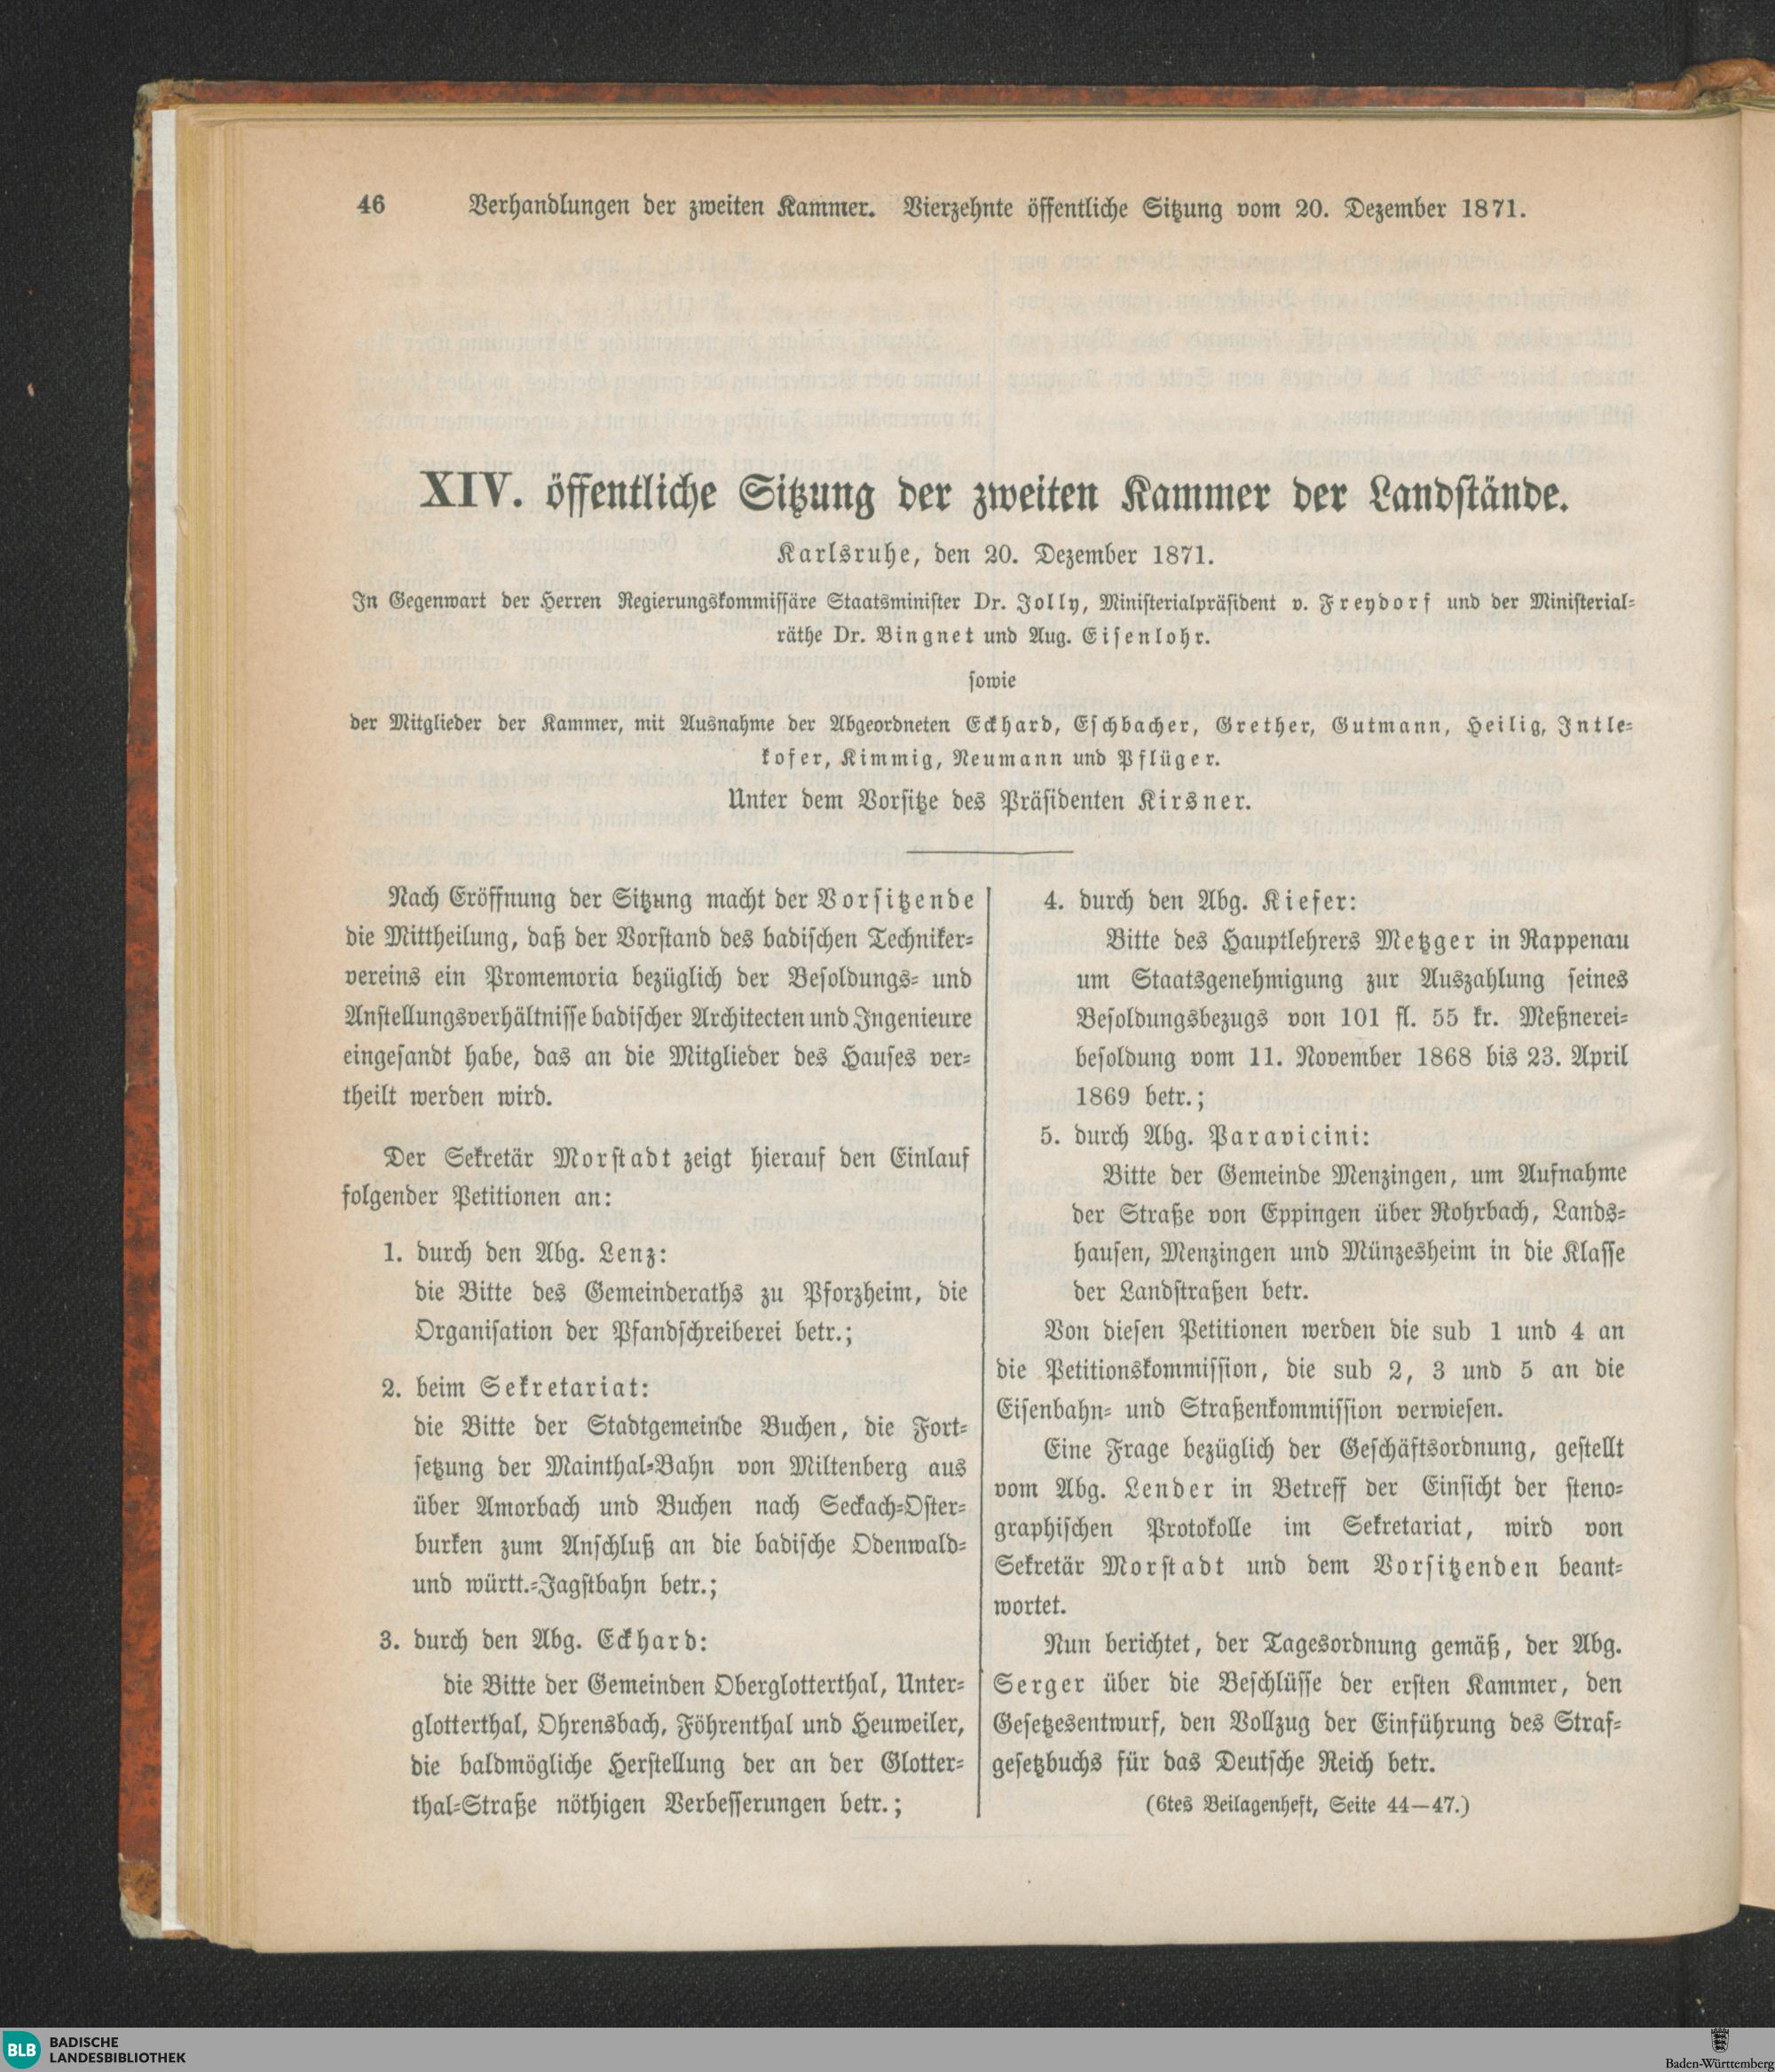 46 Verhandlungen der zweiten Kammer. Vierzehnte öffentliche Sitzung vom 20. Dezember 1871.
XIV. öffentliche Sitzung der zweiten Kammer der Landstände.
Karlsruhe, den 20. Dezember 1871.
In Gegenwart der Herren Regierungskommissäre Staatsminister Dr. Jolly, Ministerialpräsident v. Freydorf und der Ministerial-
räthe Dr. Bingnet und Aug. Eisenlohr.
sowie
der Mitglieder der Kammer, mit Ausnahme der Abgeordneten Eckhard, Eschbacher, Grether, Gutmann, Heilig, Intle-
kofer, Kimmig, Neumann und Pflüger.
Unter dem Vorsitze des Präsidenten Kirsner.
Nach Eröffnung der Sitzung macht der Vorsitzende
die Mittheilung, daß der Vorstand des badischen Techniker-
vereins ein Promemoria bezüglich der Besoldungs- und
Anstellungsverhältnisse badischer Architecten und Ingenieure
eingesandt habe, das an die Mitglieder des Hauses ver-
theilt werden wird.
Der Sekretär Morstadt zeigt hierauf den Einlauf
folgender Petitionen an:
1. durch den Abg. Lenz:
die Bitte des Gemeinderaths zu Pforzheim, die
Organisation der Pfandschreiberei betr.;
2. beim Sekretariat:
die Bitte der Stadtgemeinde Buchen, die Fort-
setzung der Mainthal-Bahn von Miltenberg aus
über Amorbach und Buchen nach Seckach-Oster-
burken zum Anschluß an die badische Odenwald-
und württ.-Jagstbahn betr.;
3. durch den Abg. Eckhard:
die Bitte der Gemeinden Oberglotterthal, Unter-
glotterthal, Ohrensbach, Föhrenthal und Heuweiler,
die baldmögliche Herstellung der an der Glotter-
thal-Straße nöthigen Verbesserungen betr.;
4. durch den Abg. Kiefer:
Bitte des Hauptlehrers Metzger in Rappenau
um Staatsgenehmigung zur Auszahlung seines
Besoldungsbezugs von 101 fl. 55 kr. Meßnerei-
besoldung vom 11. November 1868 bis 23. April
1869 betr.;
5. durch Abg. Paravicini:
Bitte der Gemeinde Menzingen, um Aufnahme
der Straße von Eppingen über Rohrbach, Lands-
hausen, Menzingen und Münzesheim in die Klasse
der Landstraßen betr.
Von diesen Petitionen werden die sub 1 und 4 an
die Petitionskommission, die sub 2, 3 und 5 an die
Eisenbahn- und Straßenkommission verwiesen.
Eine Frage bezüglich der Geschäftsordnung, gestellt
vom Abg. Lender in Betreff der Einsicht der steno-
graphischen Protokolle im Sekretariat, wird von
Sekretär Morstadt und dem Vorsitzenden beant-
wortet.
Nun berichtet, der Tagesordnung gemäß, der Abg.
Serger über die Beschlüsse der ersten Kammer, den
Gesetzesentwurf, den Vollzug der Einführung des Straf-
gesetzbuchs für das Deutsche Reich betr.
(6tes Beilagenheft, Seite 44—47.)
BLB BADISCHE
LANDESBIBLIOTHEK
Baden-Württemberg